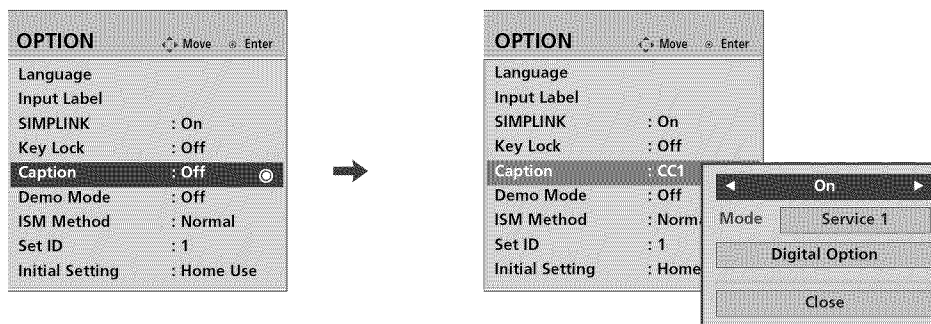 OPTION Move Enter
Language
Input Label
SIMPLINK : On
Key Lock : Off
Caption : Off
Demo Mode : Off
ISM Method : Normal
Set ID : 1
Initial Setting : Home Use
OPTION Move Enter
Language
Input Label
SIMPLINK : On
Key Lock : Off
Caption : CC1
Demo Mode : Off
ISM Method : Norm
Set ID : 1
Initial Setting : Home
On
Mode Service 1
Digital Option
Close